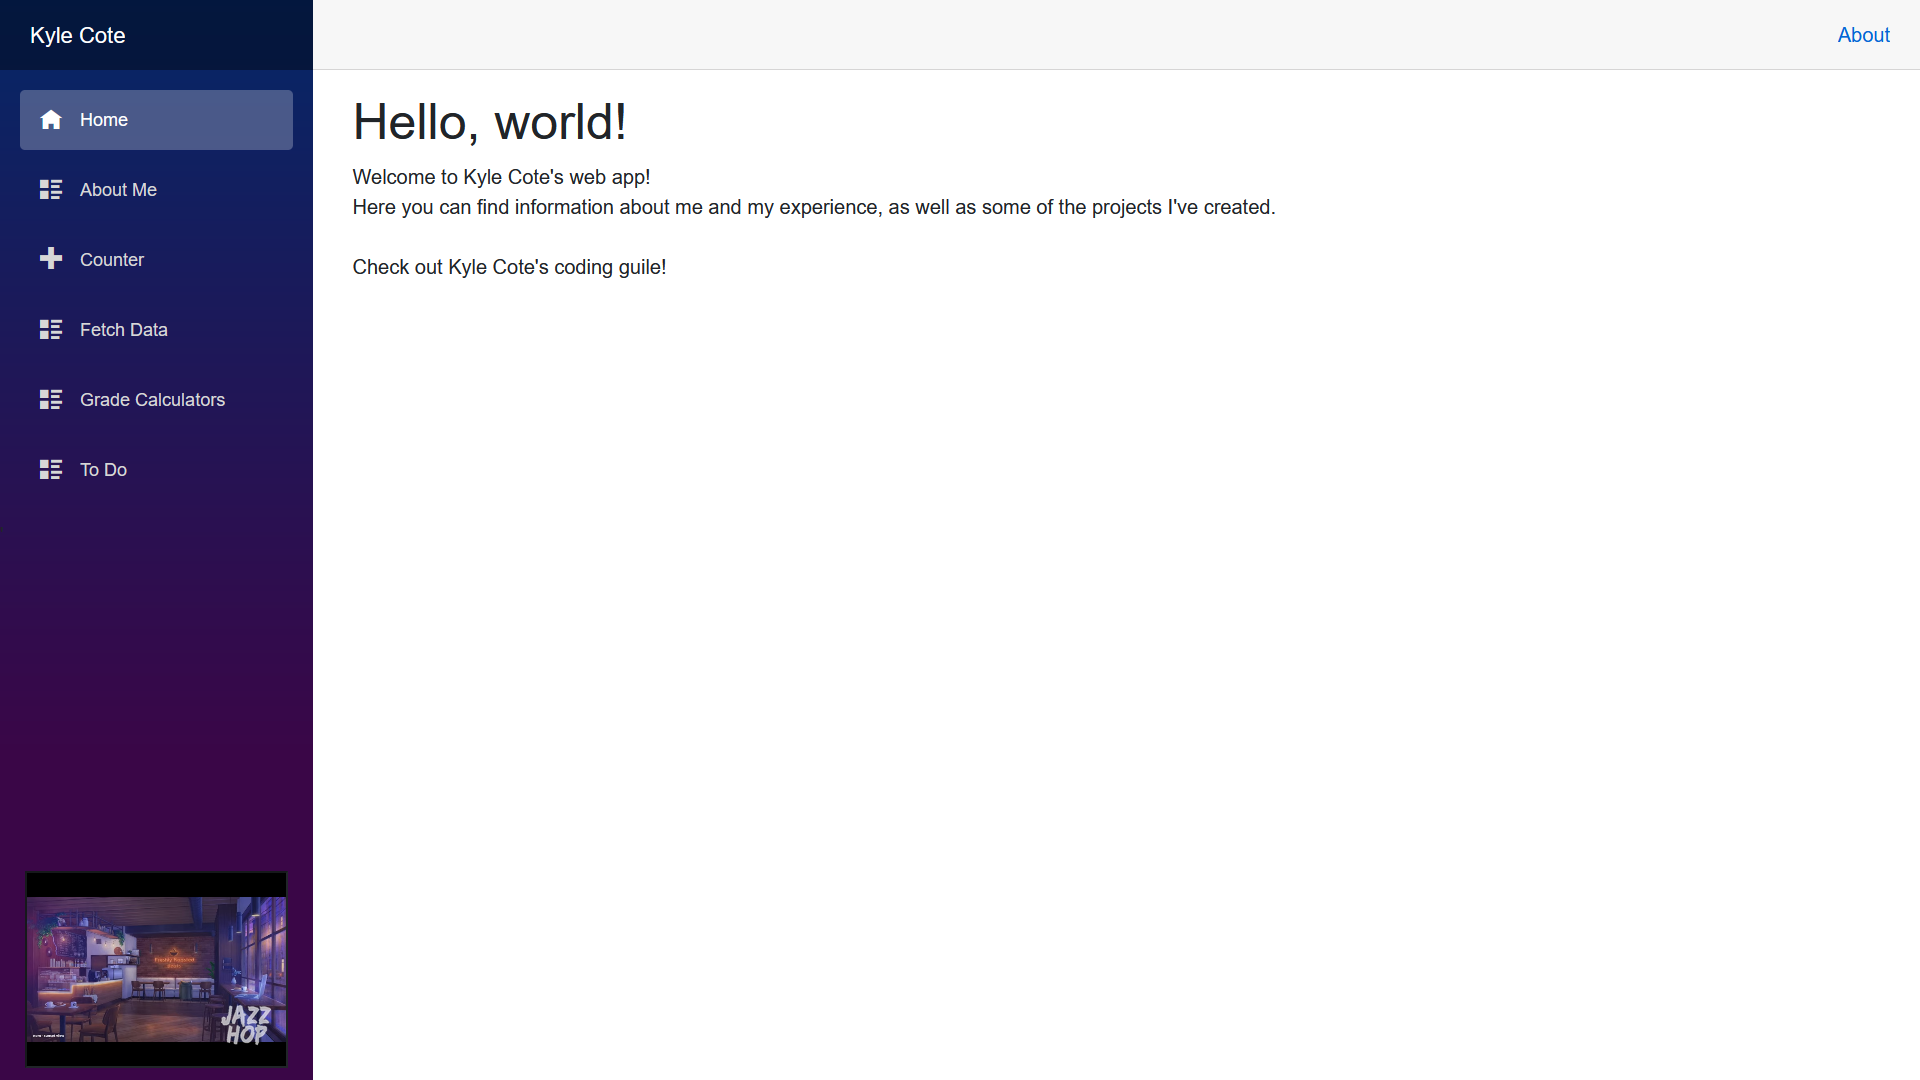 Kyle Cote
About
Home
About Me
Counter
Fetch Data
Grade Calculators
To Do
Hello, world!
Welcome to Kyle Cote's web app!
Here you can find information about me and my experience, as well as some of the projects I've created.
Check out Kyle Cote's coding guile!
JAZZ
HOP